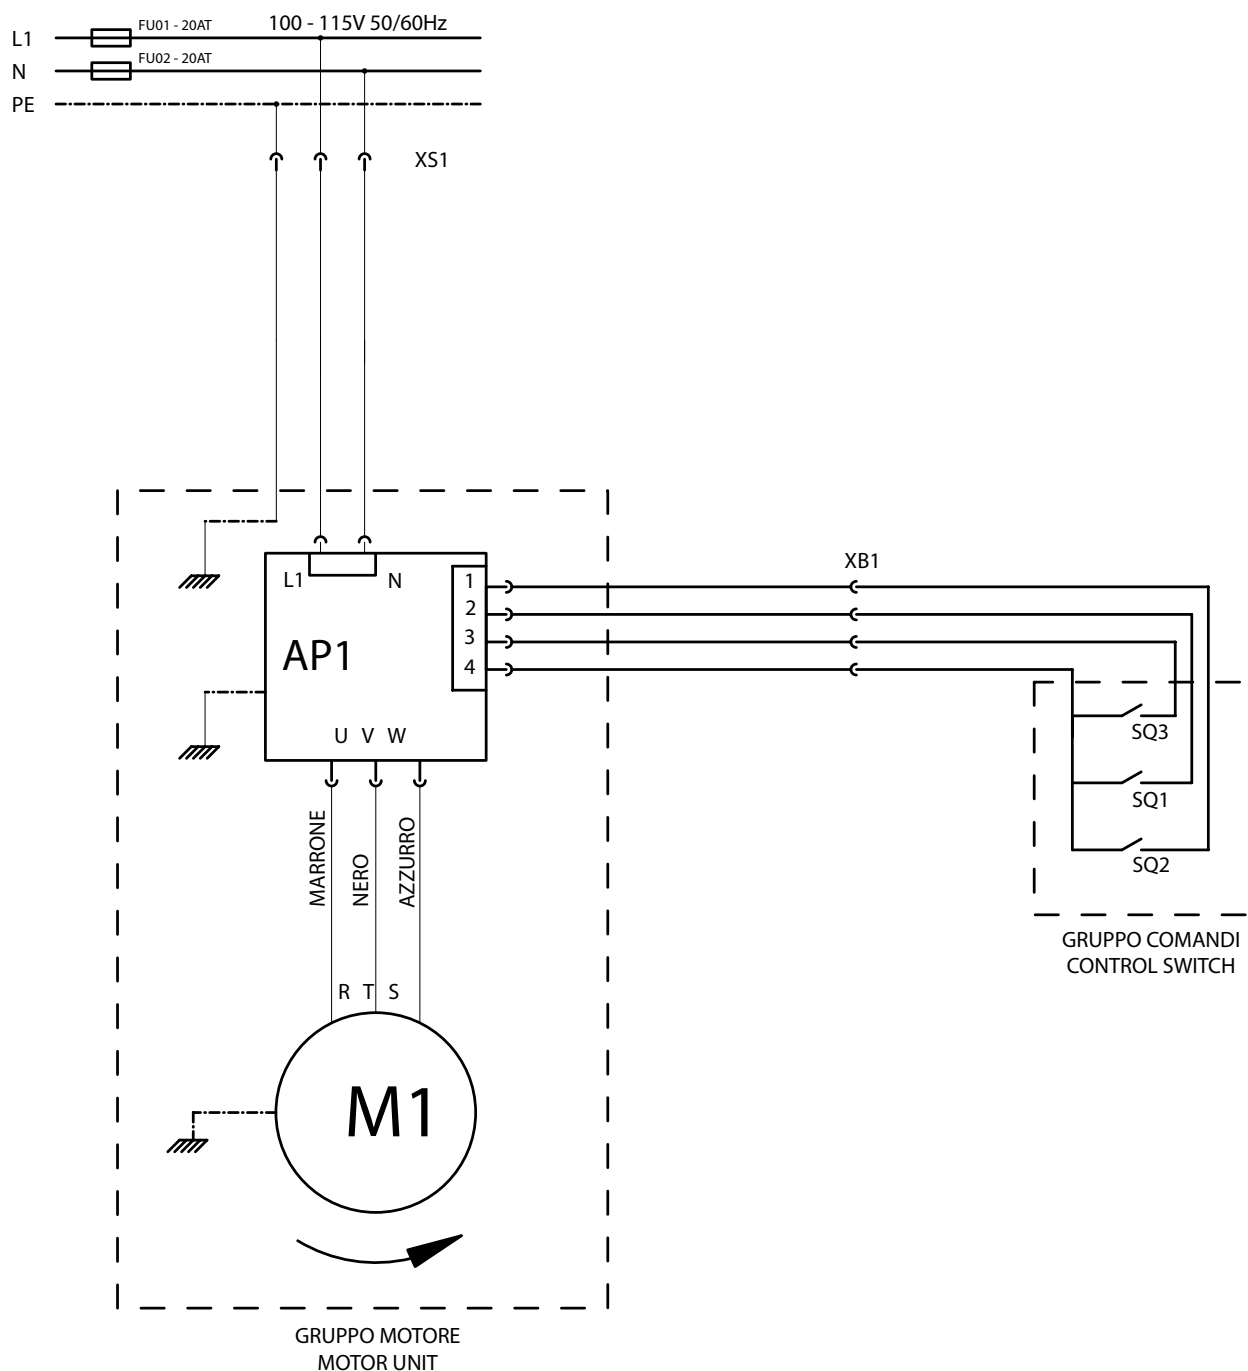 FU01 - 20AT
100 - 115V 50/60Hz
L1
FU02 - 20AT
N
PE
XS1
XB1
L1
N
1
2
3
4
AP1
U V W
SQ3
SQ1
SQ2
MARRONE
NERO
AZZURRO
GRUPPO COMANDI
CONTROL SWITCH
R T S
M1
GRUPPO MOTORE
MOTOR UNIT